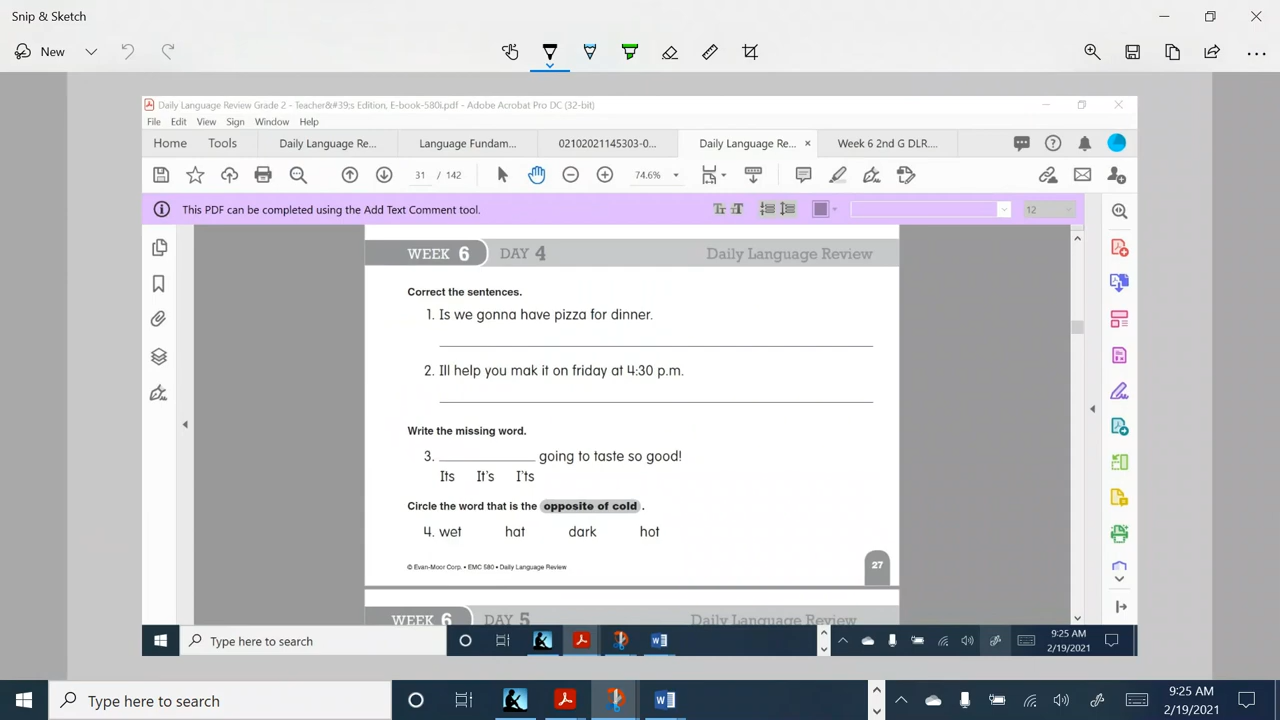 Snip & Sketch
New
Daily Language Review Grade 2 - Teacher&#39;s Edition, E-book-580i.pdf - Adobe Acrobat Pro DC (32-bit)
File Edit View Sign Window Help
Home Tools Daily Language Re... Language Fundam... 02102021145303-0... Daily Language Re... × Week 6 2nd G DLR....
31 / 142 74.6%
This PDF can be completed using the Add Text Comment tool. 12
WEEK 6 DAY 4 Daily Language Review
Correct the sentences.
1. Is we gonna have pizza for dinner.
2. Ill help you mak it on friday at 4:30 p.m.
Write the missing word.
3. ____________ going to taste so good!
Its It's I'ts
Circle the word that is the opposite of cold.
4. wet hat dark hot
© Evan-Moor Corp. • EMC 580 • Daily Language Review
27
WEEK 6 DAY 5 Daily Language Review
Type here to search
9:25 AM
2/19/2021
Type here to search
9:25 AM
2/19/2021